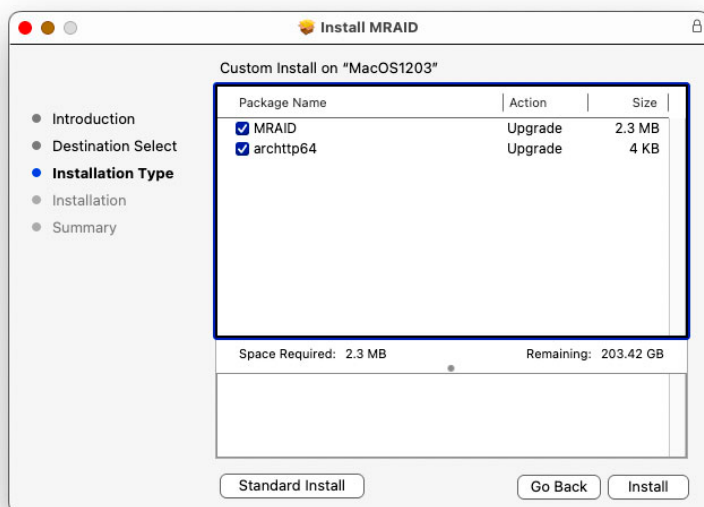 Install MRAID
Custom Install on “MacOS1203”
Introduction
Destination Select
Installation Type
Installation
Summary
Package Name Action Size
MRAID Upgrade 2.3 MB
archttp64 Upgrade 4 KB
Space Required: 2.3 MB Remaining: 203.42 GB
Standard Install Go Back Install